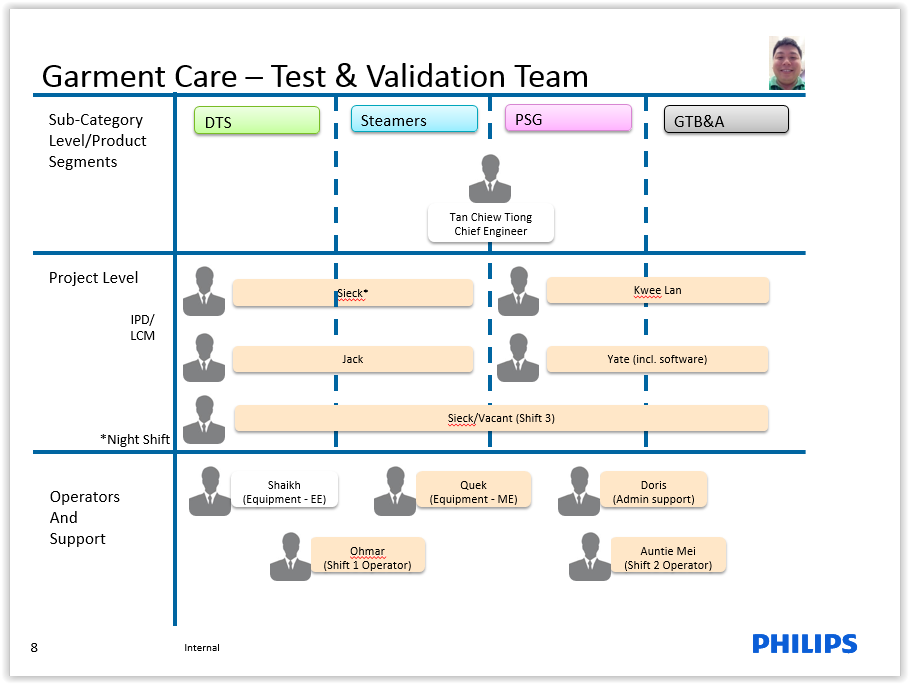 Garment Care – Test & Validation Team
Sub-Category
Level/Product
Segments
DTS
Steamers
PSG
GTB&A
Tan Chiew Tiong
Chief Engineer
Project Level
IPD/
LCM
*Night Shift
Sieck*
Kwee Lan
Jack
Yate (incl. software)
Sieck/Vacant (Shift 3)
Operators
And
Support
Shaikh
(Equipment - EE)
Quek
(Equipment - ME)
Doris
(Admin support)
Ohmar
(Shift 1 Operator)
Auntie Mei
(Shift 2 Operator)
8
Internal
PHILIPS